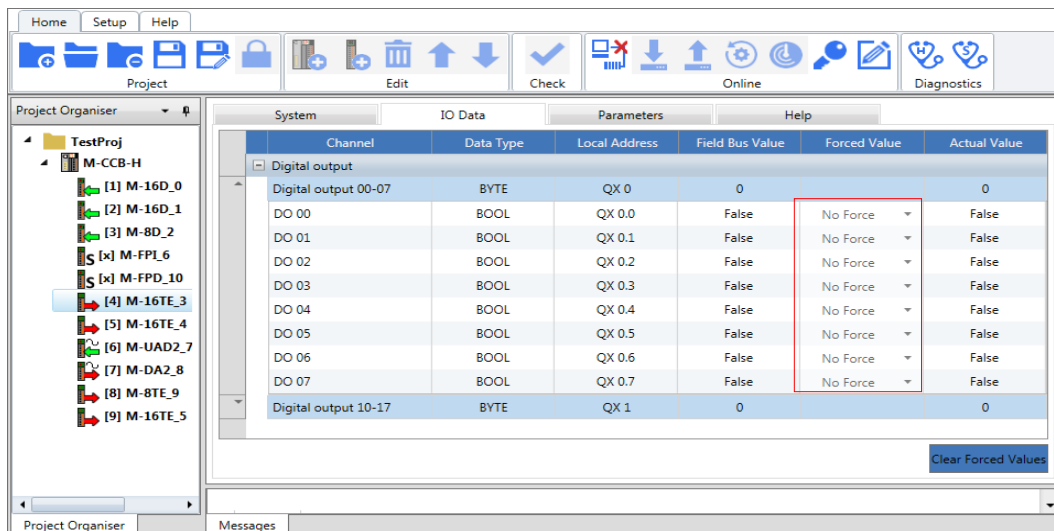 Home Setup Help
Project Edit Check Online Diagnostics
Project Organiser
TestProj
M-CCB-H
[1] M-16D_0
[2] M-16D_1
[3] M-8D_2
S [x] M-FPI_6
S [x] M-FPD_10
[4] M-16TE_3
[5] M-16TE_4
[6] M-UAD2_7
[7] M-DA2_8
[8] M-8TE_9
[9] M-16TE_5
Project Organiser
System IO Data Parameters Help
Channel Data Type Local Address Field Bus Value Forced Value Actual Value
Digital output
Digital output 00-07 BYTE QX 0 0 0
DO 00 BOOL QX 0.0 False No Force False
DO 01 BOOL QX 0.1 False No Force False
DO 02 BOOL QX 0.2 False No Force False
DO 03 BOOL QX 0.3 False No Force False
DO 04 BOOL QX 0.4 False No Force False
DO 05 BOOL QX 0.5 False No Force False
DO 06 BOOL QX 0.6 False No Force False
DO 07 BOOL QX 0.7 False No Force False
Digital output 10-17 BYTE QX 1 0 0
Clear Forced Values
Messages